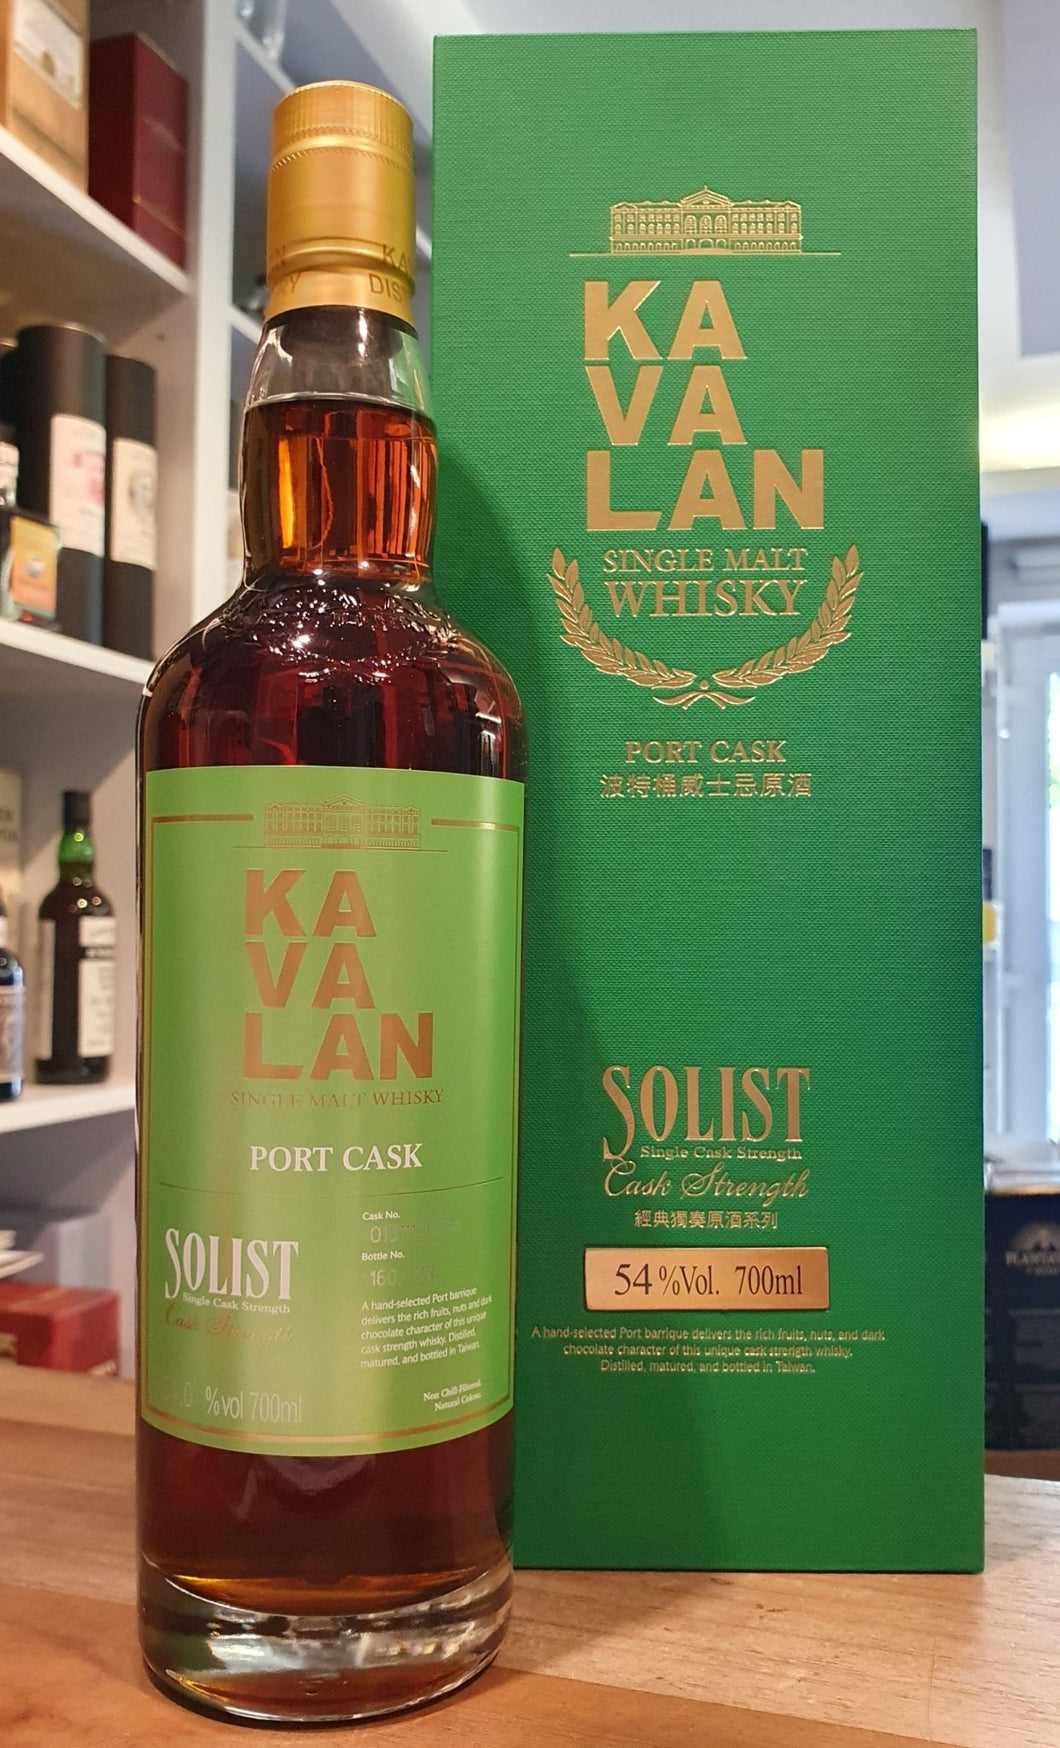 KA
VA
LAN
SINGLE MALT
WHISKY
PORT CASK
波特桶威士忌原酒
SOLIST
Single Cask Strength
Cask Strength
經典獨奏原酒系列
54%Vol. 700ml
A hand-selected Port barrique delivers the rich fruits, nuts, and dark
chocolate character of this unique cask strength whisky.
Distilled, matured, and bottled in Taiwan.
KA
VA
LAN
SINGLE MALT WHISKY
PORT CASK
SOLIST
Single Cask Strength
Cask Strength
%vol 700ml
Cask No.
Bottle No.
A hand-selected Port barrique
delivers the rich fruits, nuts and dark
chocolate character of this unique
cask strength whisky. Distilled,
matured, and bottled in Taiwan.
Non Chill-Filtered.
Natural Colour.